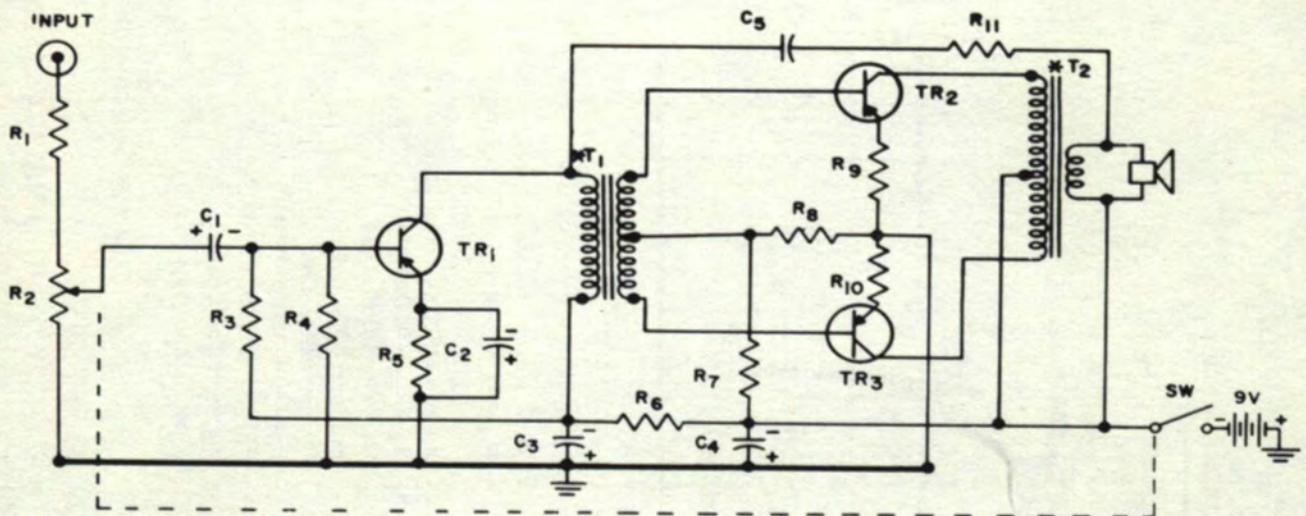 INPUT
C5
R11
TR2
*T2
R1
*T1
R9
R8
C1
+ -
TR1
R2
R10
R3
R4
R5
C2
-
+
R7
TR3
SW
9V
R6
- +
C3
-
+
C4
-
+